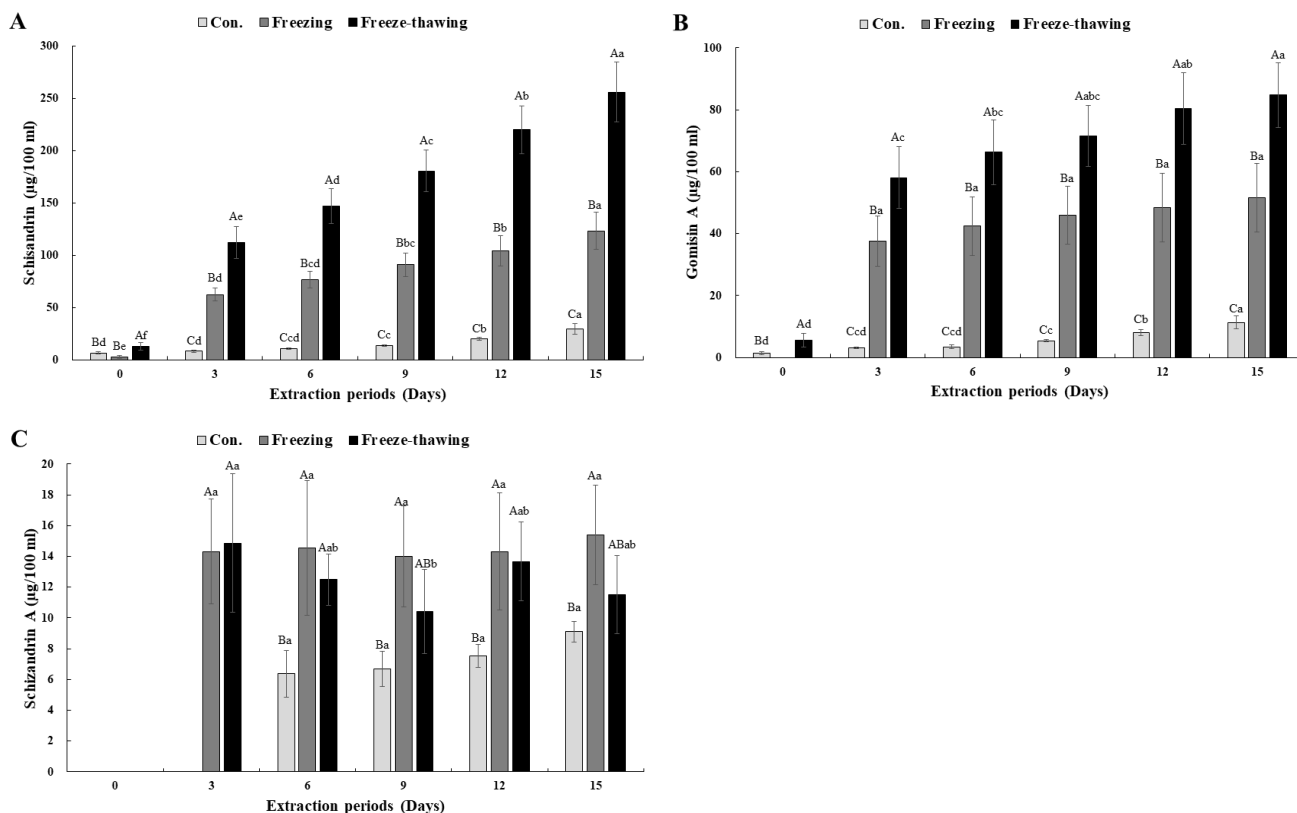 A
Con. Freezing Freeze-thawing
Schisandrin (µg/100 ml)
300
250
200
150
100
50
0
Bd Be Af Cd Bd Ae Ccd Bcd Ad Cc Bbc Ac Cb Bb Ab Ca Ba Aa
0 3 6 9 12 15
Extraction periods (Days)
B
Con. Freezing Freeze-thawing
Gomisin A (µg/100 ml)
100
80
60
40
20
0
Bd Ad Ccd Ba Ac Ccd Ba Abc Cc Ba Aabc Cb Ba Aab Ca Ba Aa
0 3 6 9 12 15
Extraction periods (Days)
C
Con. Freezing Freeze-thawing
Schizandrin A (µg/100 ml)
20
18
16
14
12
10
8
6
4
2
0
Aa Aa Ba Aa Aab Ba Aa ABb Ba Aa Aab Ba Aa ABab
0 3 6 9 12 15
Extraction periods (Days)